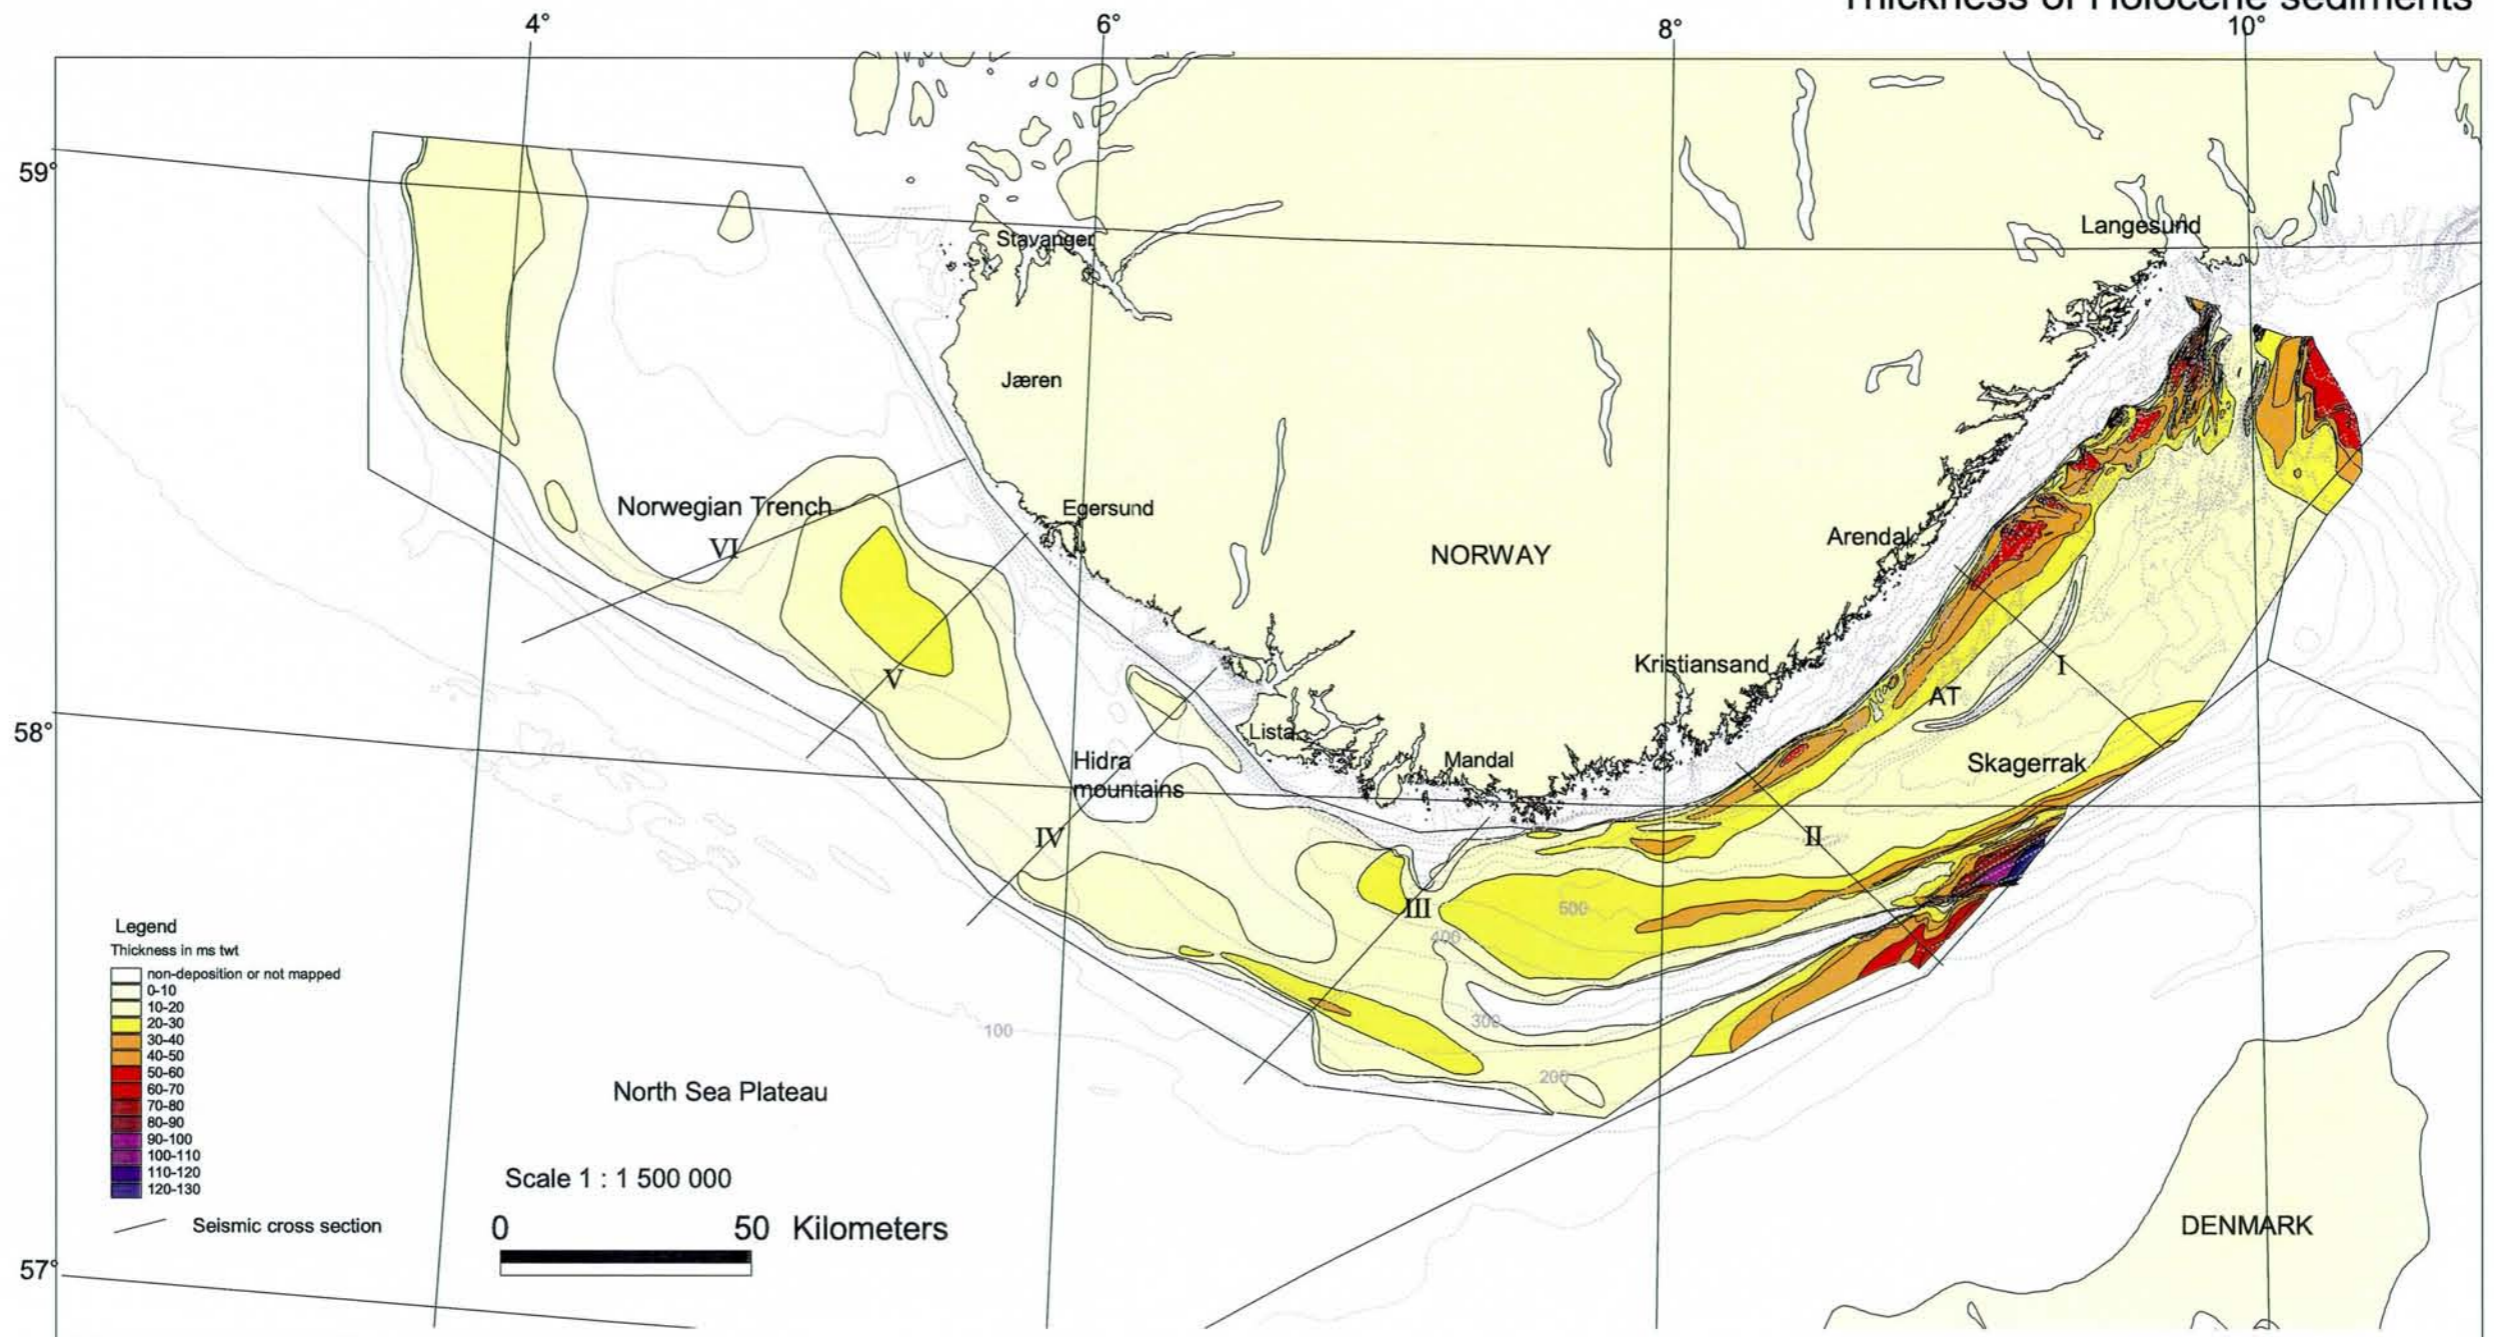 Thickness of Holocene sediments
4°
6°
8°
10°
59°
Langesund
Stavanger
Jæren
Norwegian Trench
Egersund
VI
NORWAY
Arendal
Kristiansand
I
V
AT
58°
Lista
Hidra
mountains
Mandal
Skagerrak
IV
II
III
500
400
300
200
100
Legend
Thickness in ms twt
non-deposition or not mapped
0-10
10-20
20-30
30-40
40-50
50-60
60-70
70-80
80-90
90-100
100-110
110-120
120-130
Seismic cross section
North Sea Plateau
Scale 1 : 1 500 000
0
50 Kilometers
DENMARK
57°